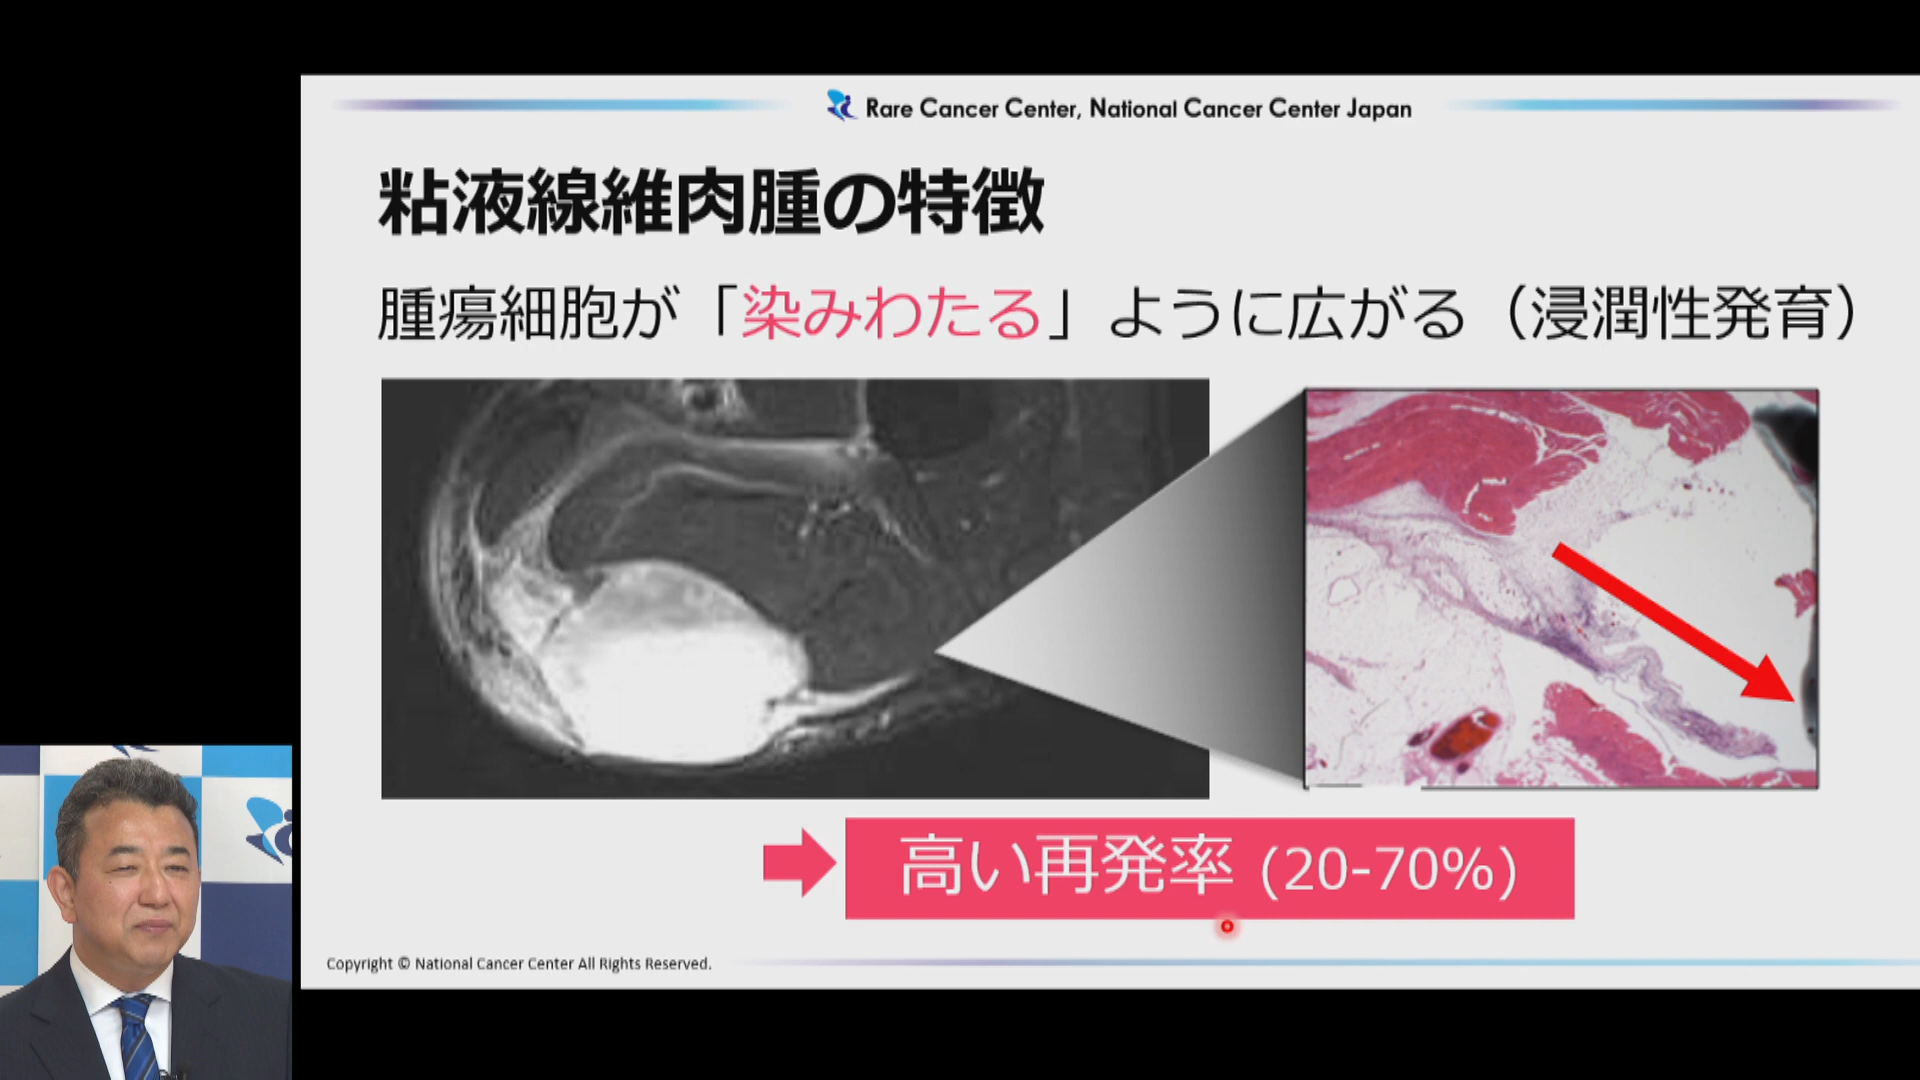 Rare Cancer Center, National Cancer Center Japan
粘液線維肉腫の特徴
腫瘍細胞が「染みわたる」ように広がる（浸潤性発育）
高い再発率 (20-70%)
Copyright © National Cancer Center All Rights Reserved.